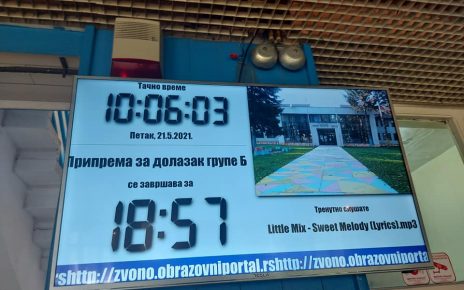 Тачно време
10:06:03
Петак, 21.5.2021.
Припрема за долазак групе Б
се завршава за
18:57
Тренутно слушате
Little Mix - Sweet Melody (Lyrics).mp3
rshttp://zvono.obrazovniportal.rshttp://zvono.obrazovniporta